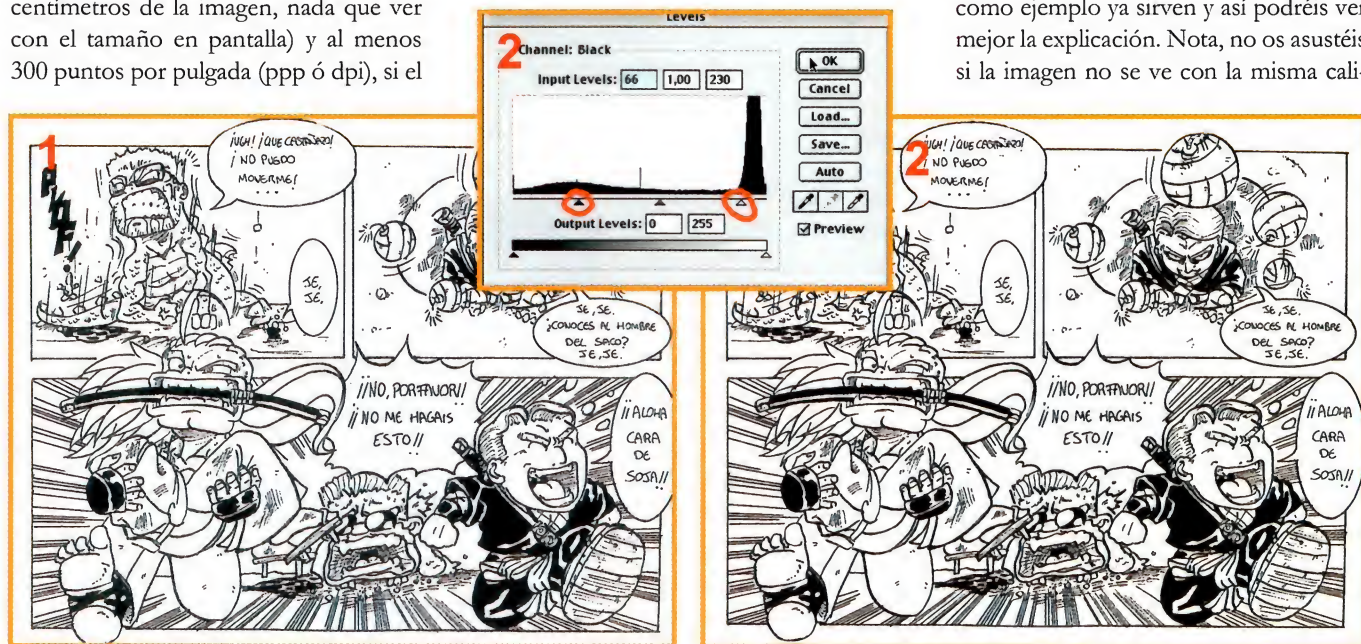 centímetros de la imagen, nada que ver
con el tamaño en pantalla) y al menos
300 puntos por pulgada (ppp ó dpi), si el
como ejemplo ya sirven y así podréis ver
mejor la explicación. Nota, no os asustéis
si la imagen no se ve con la misma cali-
Levels
2
Channel: Black
Input Levels: 66 1,00 230
Output Levels: 0 255
OK
Cancel
Load...
Save...
Auto
Preview
1
¡UGH! ¡QUE CASTAÑAZO!
¡NO PUEDO
MOVERME!
JE,
JE,
JE, JE.
¿CONOCES AL HOMBRE
DEL SACO?
JE, JE.
¡¡NO, PORFAVOR!!
¡¡NO ME HAGAIS
ESTO!!
¡¡ALOHA
CARA
DE
SOSA!!
2
¡UGH! ¡QUE CASTAÑAZO!
¡NO PUEDO
MOVERME!
JE,
JE,
JE, JE.
¿CONOCES AL HOMBRE
DEL SACO?
JE, JE.
¡¡NO, PORFAVOR!!
¡¡NO ME HAGAIS
ESTO!!
¡¡ALOHA
CARA
DE
SOSA!!